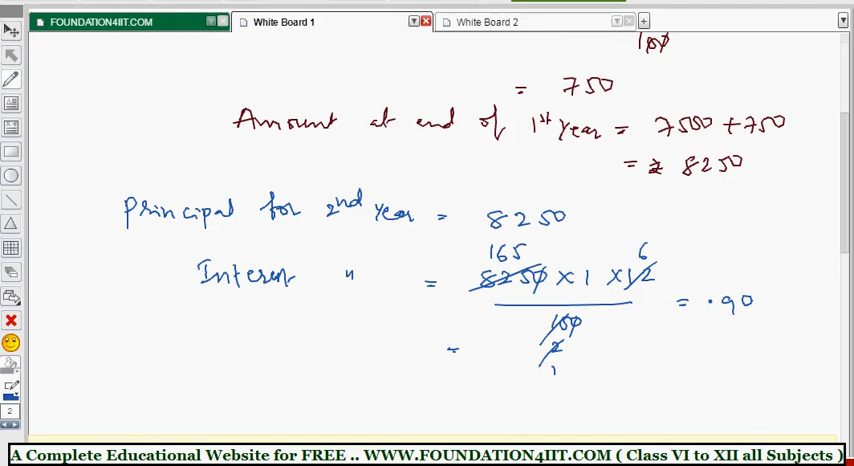 FOUNDATION4IIT.COM White Board 1 White Board 2
100
= 750
Amount at end of 1st year = 7500 + 750
= 8250
Principal for 2nd year = 8250
165 6
Interest " = 8250 × 1 × 12
= .90
100
= 2
1
2
A Complete Educational Website for FREE .. WWW.FOUNDATION4IIT.COM ( Class VI to XII all Subjects )